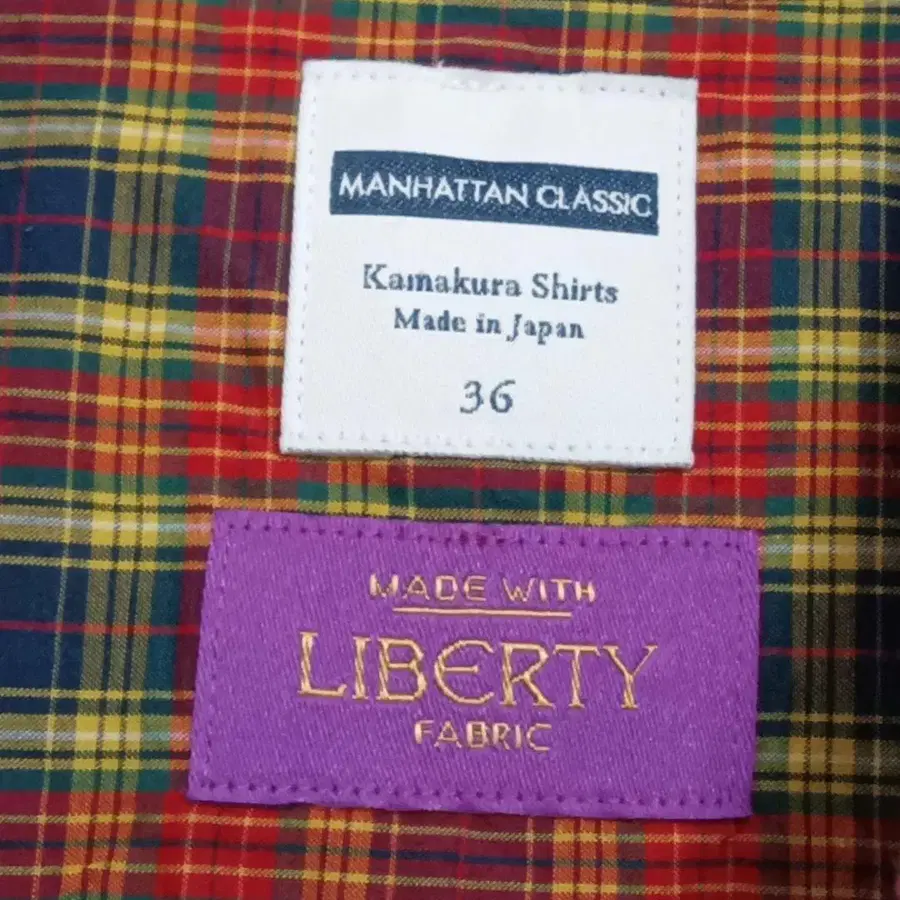 MANHATTAN CLASSIC
Kamakura Shirts
Made in Japan
36
MADE WITH
LIBERTY
FABRIC